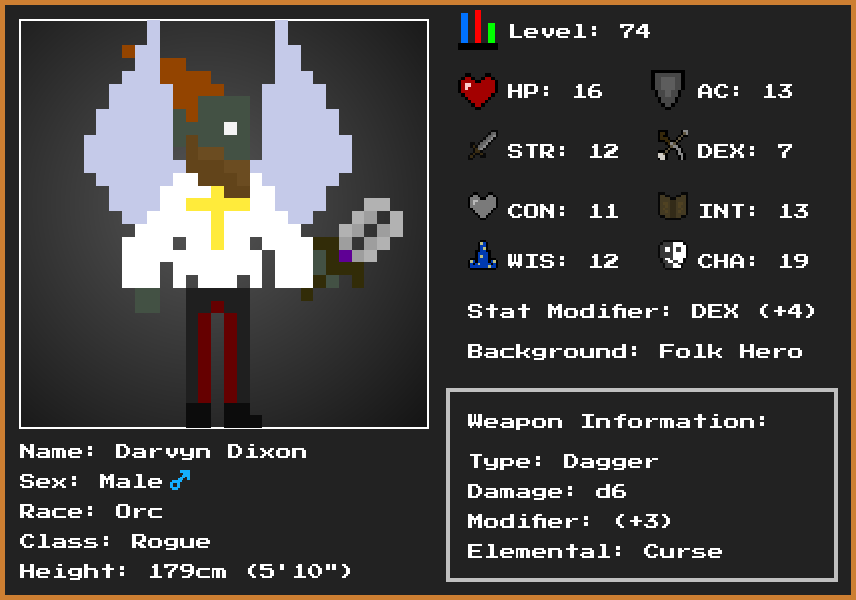 Level: 74
HP: 16
AC: 13
STR: 12
DEX: 7
CON: 11
INT: 13
WIS: 12
CHA: 19
Stat Modifier: DEX (+4)
Background: Folk Hero
Weapon Information:
Type: Dagger
Damage: d6
Modifier: (+3)
Elemental: Curse
Name: Darvyn Dixon
Sex: Male♂
Race: Orc
Class: Rogue
Height: 179cm (5'10")